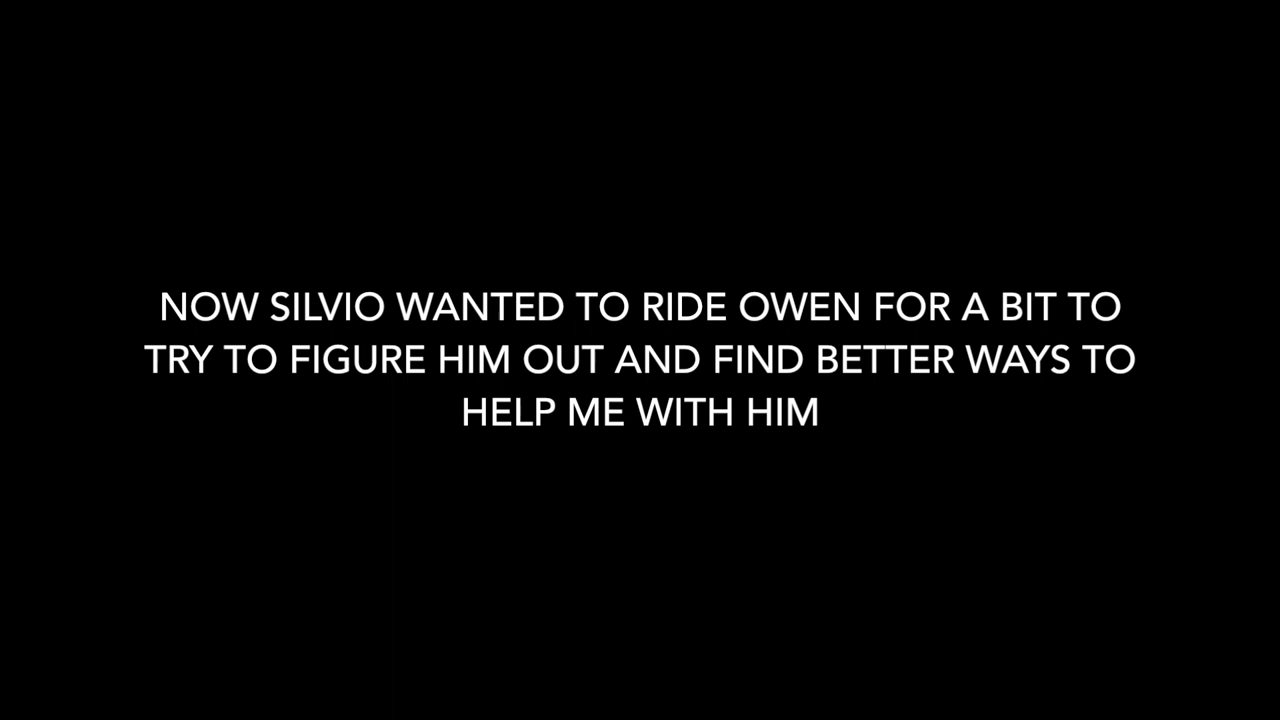 NOW SILVIO WANTED TO RIDE OWEN FOR A BIT TO
TRY TO FIGURE HIM OUT AND FIND BETTER WAYS TO
HELP ME WITH HIM